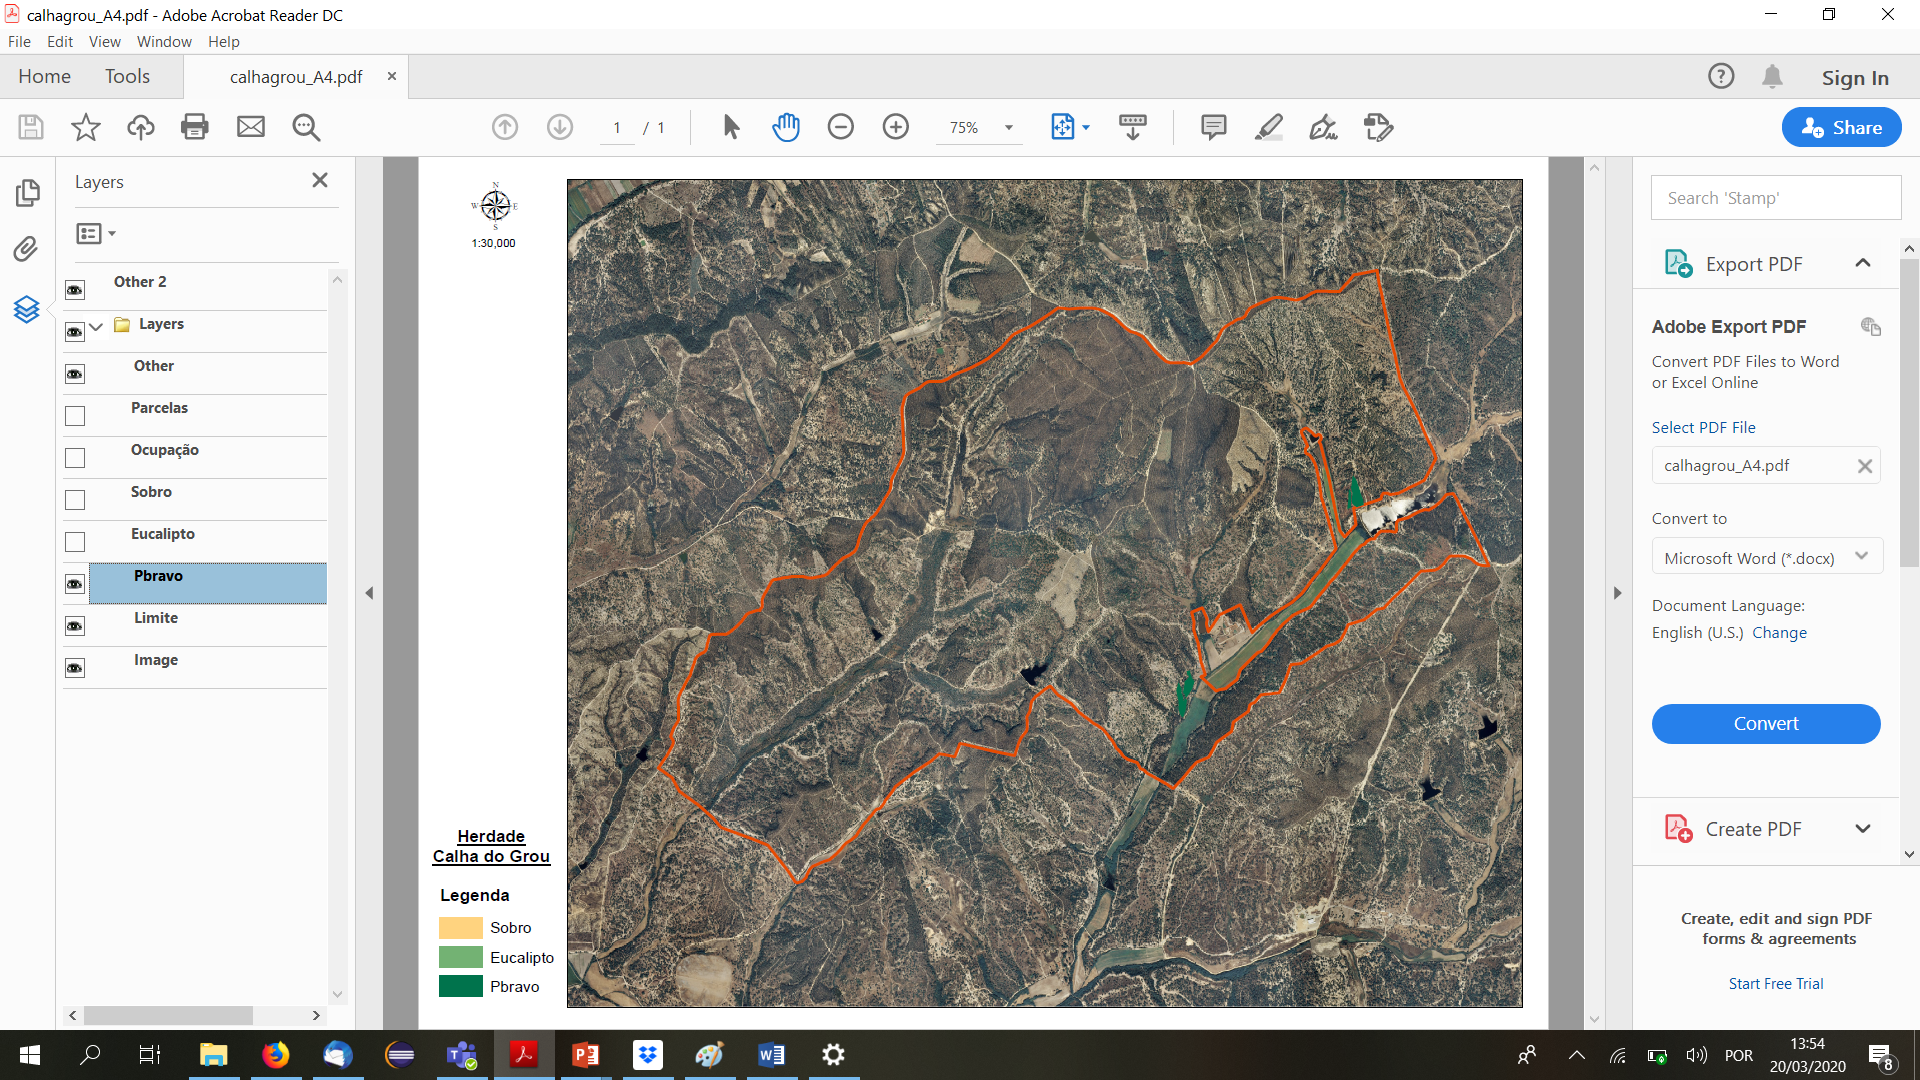 calhagrou_A4.pdf - Adobe Acrobat Reader DC
File Edit View Window Help
Home Tools calhagrou_A4.pdf
Sign In
1 / 1
75%
Share
Layers
Other 2
Layers
Other
Parcelas
Ocupação
Sobro
Eucalipto
Pbravo
Limite
Image
N
W E
S
1:30,000
Herdade
Calha do Grou
Legenda
Sobro
Eucalipto
Pbravo
Search 'Stamp'
Export PDF
Adobe Export PDF
Convert PDF Files to Word
or Excel Online
Select PDF File
calhagrou_A4.pdf
Convert to
Microsoft Word (*.docx)
Document Language:
English (U.S.) Change
Convert
Create PDF
Create, edit and sign PDF
forms & agreements
Start Free Trial
POR
13:54
20/03/2020
8